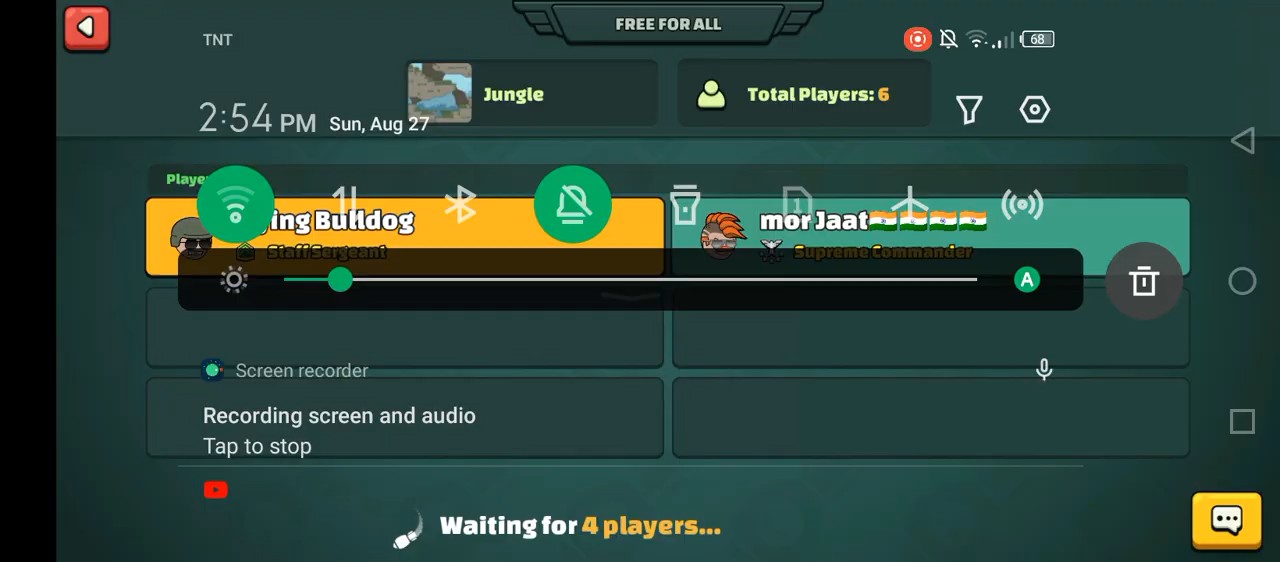 FREE FOR ALL
TNT
68
Jungle
Total Players: 6
2:54 PM Sun, Aug 27
1
ing Bulldog
Staff Sergeant
mor Jaat🇮🇳🇮🇳🇮🇳🇮🇳
Supreme Commander
A
Screen recorder
Recording screen and audio
Tap to stop
Waiting for 4 players...